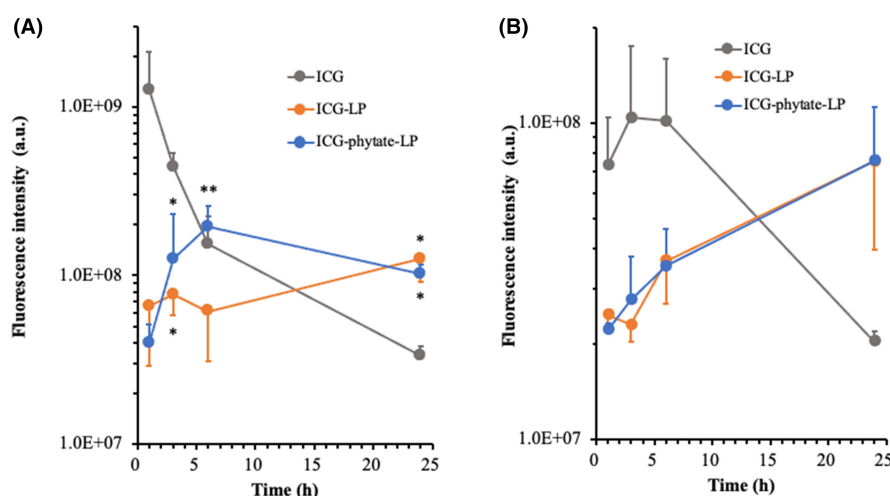 (A)
Fluorescence intensity (a.u.)
1.0E+09
1.0E+08
1.0E+07
ICG
ICG-LP
ICG-phytate-LP
*
**
*
*
*
0 5 10 15 20 25
Time (h)
(B)
Fluorescence intensity (a.u.)
1.0E+08
1.0E+07
ICG
ICG-LP
ICG-phytate-LP
0 5 10 15 20 25
Time (h)